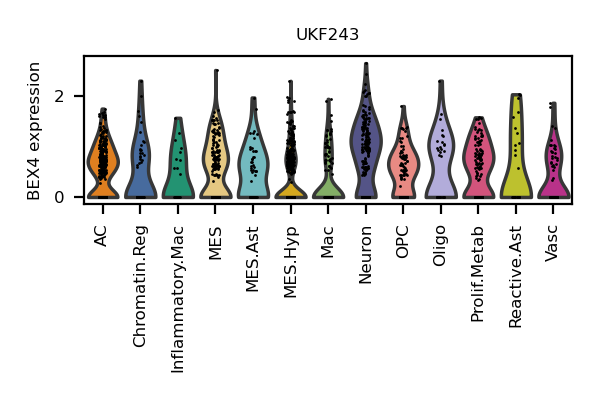 UKF243
BEX4 expression
2
0
AC
Chromatin.Reg
Inflammatory.Mac
MES
MES.Ast
MES.Hyp
Mac
Neuron
OPC
Oligo
Prolif.Metab
Reactive.Ast
Vasc